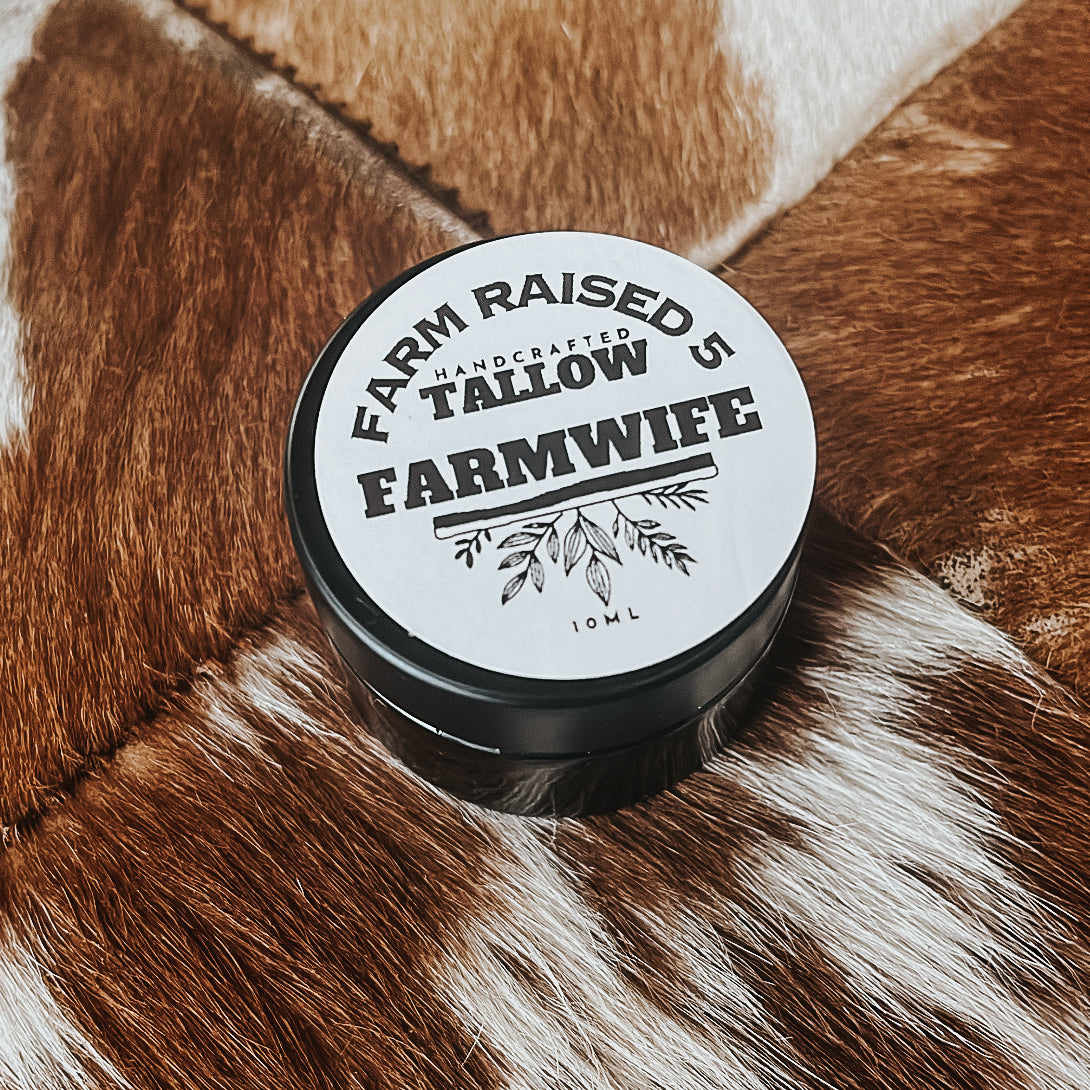 FARM RAISED 5
HANDCRAFTED
TALLOW
FARMWIFE
10ML